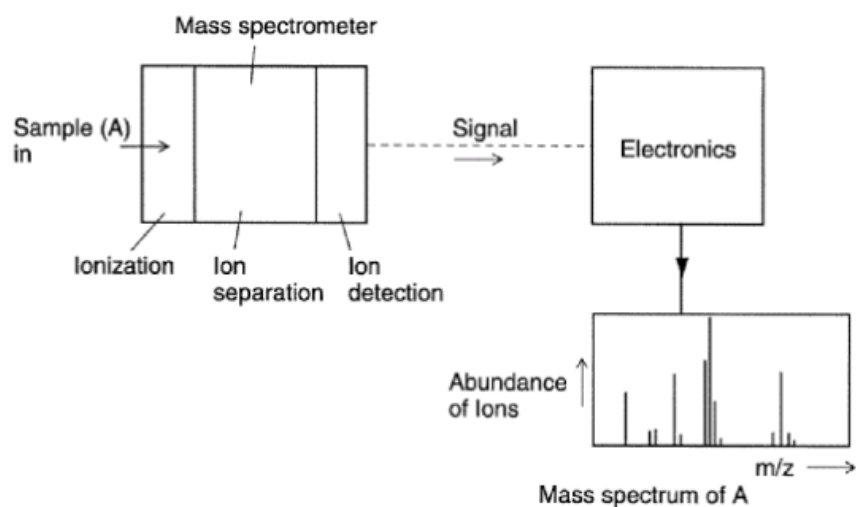 Mass spectrometer
Sample (A)
in
Signal
Electronics
Ionization
Ion
separation
Ion
detection
Abundance
of Ions
m/z
Mass spectrum of A